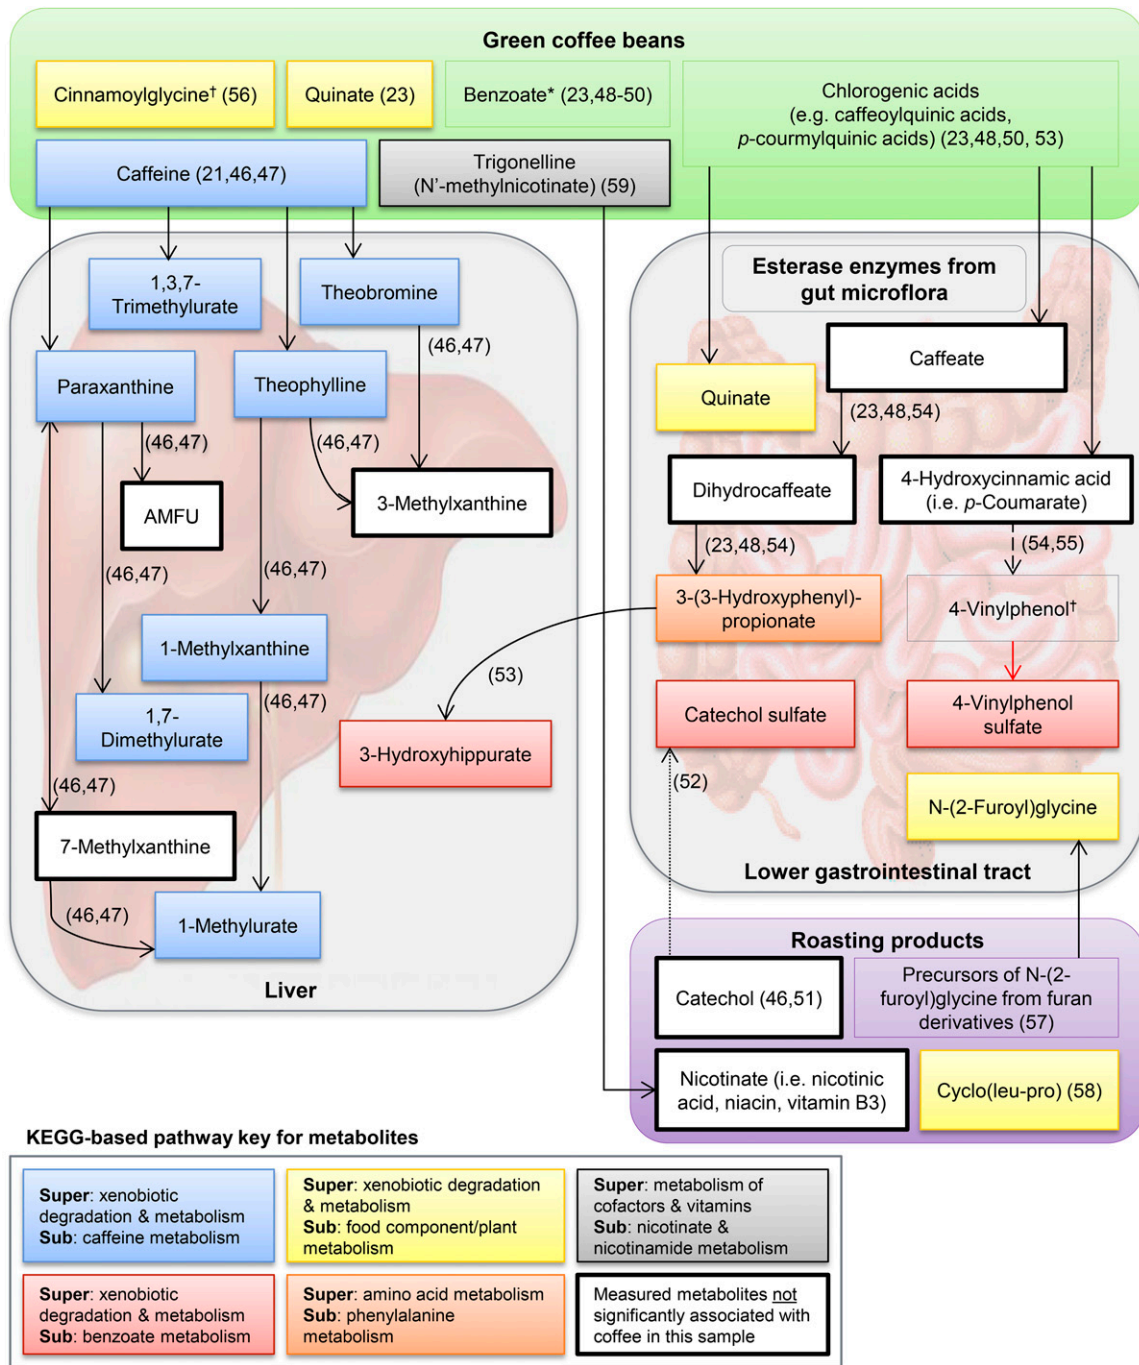 Green coffee beans
Cinnamoylglycine† (56)
Quinate (23)
Benzoate* (23,48-50)
Chlorogenic acids
(e.g. caffeoylquinic acids,
p-courmylquinic acids) (23,48,50, 53)
Caffeine (21,46,47)
Trigonelline
(N'-methylnicotinate) (59)
1,3,7-
Trimethylurate
Theobromine
(46,47)
Paraxanthine
Theophylline
(46,47)
(46,47)
AMFU
3-Methylxanthine
(46,47)
(46,47)
1-Methylxanthine
(46,47)
1,7-
Dimethylurate
(46,47)
7-Methylxanthine
(46,47)
1-Methylurate
Liver
(53)
3-Hydroxyhippurate
Esterase enzymes from
gut microflora
Caffeate
Quinate
(23,48,54)
Dihydrocaffeate
4-Hydroxycinnamic acid
(i.e. p-Coumarate)
(23,48,54)
(54,55)
3-(3-Hydroxyphenyl)-
propionate
4-Vinylphenol†
Catechol sulfate
4-Vinylphenol
sulfate
(52)
N-(2-Furoyl)glycine
Lower gastrointestinal tract
Roasting products
Catechol (46,51)
Precursors of N-(2-
furoyl)glycine from furan
derivatives (57)
Nicotinate (i.e. nicotinic
acid, niacin, vitamin B3)
Cyclo(leu-pro) (58)
KEGG-based pathway key for metabolites
Super: xenobiotic
degradation & metabolism
Sub: caffeine metabolism
Super: xenobiotic degradation
& metabolism
Sub: food component/plant
metabolism
Super: metabolism of
cofactors & vitamins
Sub: nicotinate &
nicotinamide metabolism
Super: xenobiotic
degradation & metabolism
Sub: benzoate metabolism
Super: amino acid metabolism
Sub: phenylalanine
metabolism
Measured metabolites not
significantly associated with
coffee in this sample